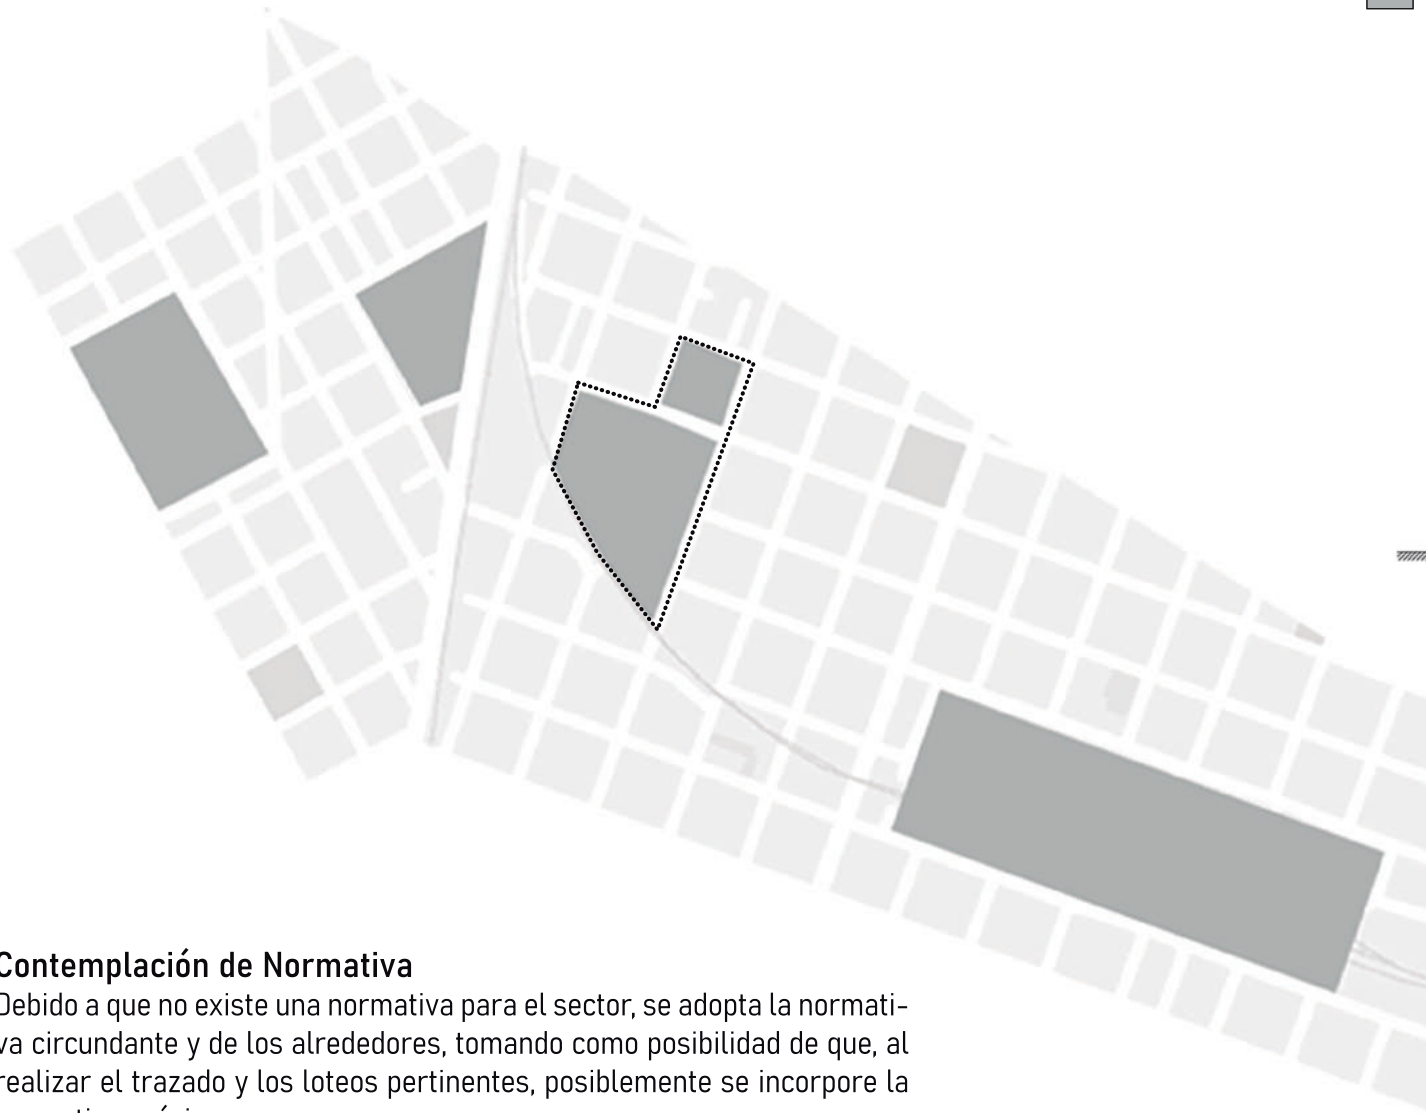 Contemplación de Normativa
Debido a que no existe una normativa para el sector, se adopta la normati-
va circundante y de los alrededores, tomando como posibilidad de que, al
realizar el trazado y los loteos pertinentes, posiblemente se incorpore la